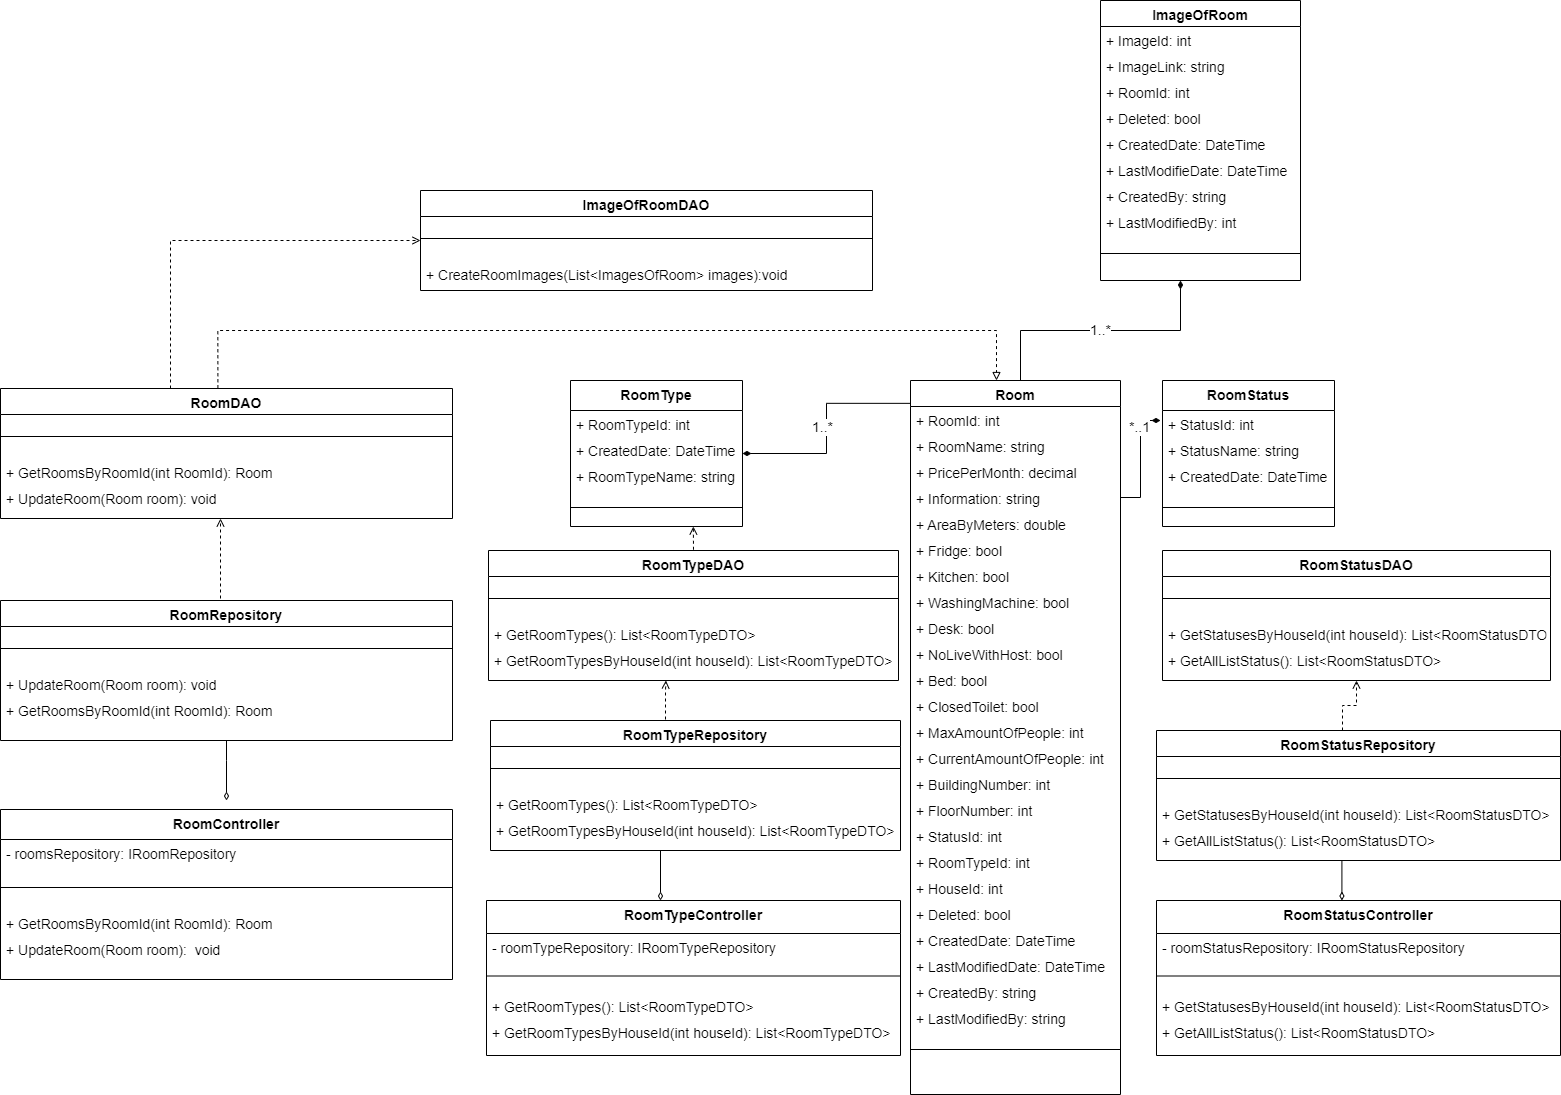 ImageOfRoom
+ ImageId: int
+ ImageLink: string
+ RoomId: int
+ Deleted: bool
+ CreatedDate: DateTime
+ LastModifieDate: DateTime
+ CreatedBy: string
+ LastModifiedBy: int
ImageOfRoomDAO
+ CreateRoomImages(List<ImagesOfRoom> images):void
1..*
RoomDAO
+ GetRoomsByRoomId(int RoomId): Room
+ UpdateRoom(Room room): void
RoomType
+ RoomTypeId: int
+ CreatedDate: DateTime
+ RoomTypeName: string
1..*
Room
+ RoomId: int
+ RoomName: string
+ PricePerMonth: decimal
+ Information: string
+ AreaByMeters: double
+ Fridge: bool
+ Kitchen: bool
+ WashingMachine: bool
+ Desk: bool
+ NoLiveWithHost: bool
+ Bed: bool
+ ClosedToilet: bool
+ MaxAmountOfPeople: int
+ CurrentAmountOfPeople: int
+ BuildingNumber: int
+ FloorNumber: int
+ StatusId: int
+ RoomTypeId: int
+ HouseId: int
+ Deleted: bool
+ CreatedDate: DateTime
+ LastModifiedDate: DateTime
+ CreatedBy: string
+ LastModifiedBy: string
*..1
RoomStatus
+ StatusId: int
+ StatusName: string
+ CreatedDate: DateTime
RoomTypeDAO
+ GetRoomTypes(): List<RoomTypeDTO>
+ GetRoomTypesByHouseId(int houseId): List<RoomTypeDTO>
RoomStatusDAO
+ GetStatusesByHouseId(int houseId): List<RoomStatusDTO
+ GetAllListStatus(): List<RoomStatusDTO>
RoomRepository
+ UpdateRoom(Room room): void
+ GetRoomsByRoomId(int RoomId): Room
RoomTypeRepository
+ GetRoomTypes(): List<RoomTypeDTO>
+ GetRoomTypesByHouseId(int houseId): List<RoomTypeDTO>
RoomStatusRepository
+ GetStatusesByHouseId(int houseId): List<RoomStatusDTO>
+ GetAllListStatus(): List<RoomStatusDTO>
RoomController
- roomsRepository: IRoomRepository
+ GetRoomsByRoomId(int RoomId): Room
+ UpdateRoom(Room room):  void
RoomTypeController
- roomTypeRepository: IRoomTypeRepository
+ GetRoomTypes(): List<RoomTypeDTO>
+ GetRoomTypesByHouseId(int houseId): List<RoomTypeDTO>
RoomStatusController
- roomStatusRepository: IRoomStatusRepository
+ GetStatusesByHouseId(int houseId): List<RoomStatusDTO>
+ GetAllListStatus(): List<RoomStatusDTO>